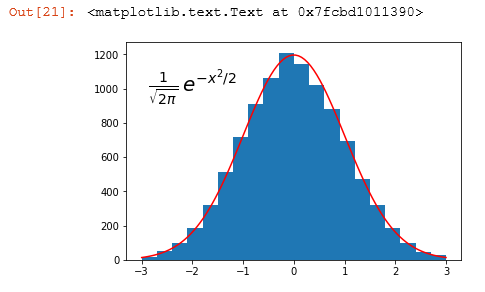 Out[21]: <matplotlib.text.Text at 0x7fcbd1011390>
1200
1000
800
600
400
200
0
1/√2π e^−x²/2
−3 −2 −1 0 1 2 3